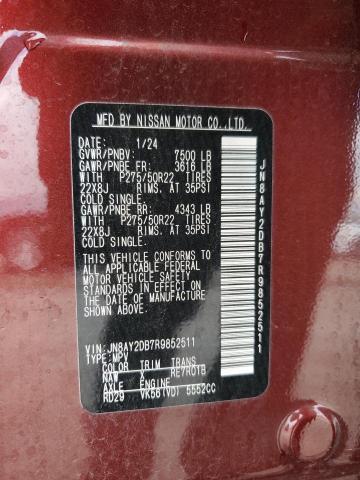 MFD BY NISSAN MOTOR CO.,LTD.
DATE: 1/24
GVWR/PNBV: 7500 LB
GAWR/PNBE FR: 3616 LB
WITH P275/50R22 TIRES
22X8J RIMS, AT 35PSI
COLD SINGLE.
GAWR/PNBE RR: 4343 LB
WITH P275/50R22 TIRES
22X8J RIMS, AT 35PSI
COLD SINGLE.
THIS VEHICLE CONFORMS
TO ALL APPLICABLE FEDERAL
MOTOR VEHICLE SAFETY
STANDARDS IN EFFECT ON
THE DATE OF MANUFACTURE
SHOWN ABOVE.
VIN: JN8AY2DB7R9852511
TYPE: MPV
COLOR TRIM TRANS
NAW X RE7R01B
AXLE ENGINE
RD29 VK56(VD) 5552CC
JN8AY2DB7R9852511